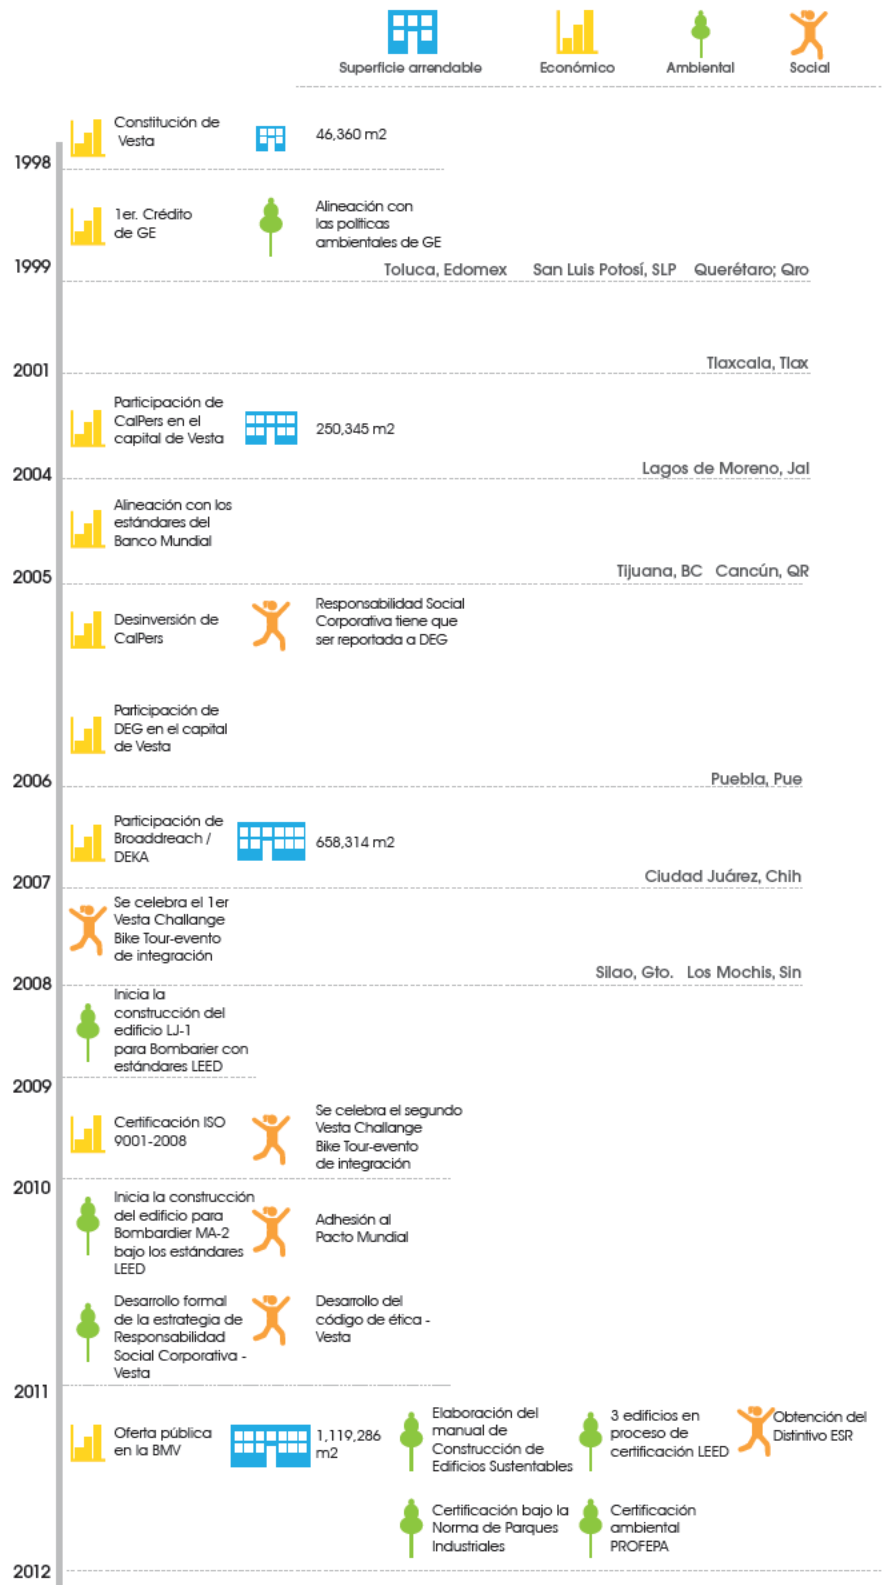 Superficie arrendable
Económico
Ambiental
Social
Constitución de
Vesta
46,360 m2
1998
1er. Crédito
de GE
Alineación con
las políticas
ambientales de GE
1999
Toluca, Edomex
San Luis Potosí, SLP
Querétaro; Qro
Tlaxcala, Tlax
2001
Participación de
CalPers en el
capital de Vesta
250,345 m2
2004
Lagos de Moreno, Jal
Alineación con los
estándares del
Banco Mundial
2005
Tijuana, BC
Cancún, QR
Desinversión de
CalPers
Responsabilidad Social
Corporativa tiene que
ser reportada a DEG
Participación de
DEG en el capital
de Vesta
2006
Puebla, Pue
Participación de
Broaddreach /
DEKA
658,314 m2
2007
Ciudad Juárez, Chih
Se celebra el 1er
Vesta Challange
Bike Tour-evento
de integración
2008
Silao, Gto.
Los Mochis, Sin
Inicia la
construcción del
edificio LJ-1
para Bombarier con
estándares LEED
2009
Certificación ISO
9001-2008
Se celebra el segundo
Vesta Challange
Bike Tour-evento
de integración
2010
Inicia la construcción
del edificio para
Bombardier MA-2
bajo los estándares
LEED
Adhesión al
Pacto Mundial
Desarrollo formal
de la estrategia de
Responsabilidad
Social Corporativa -
Vesta
Desarrollo del
código de ética -
Vesta
2011
Oferta pública
en la BMV
1,119,286
m2
Elaboración del
manual de
Construcción de
Edificios Sustentables
3 edificios en
proceso de
certificación LEED
Obtención del
Distintivo ESR
Certificación bajo la
Norma de Parques
Industriales
Certificación
ambiental
PROFEPA
2012